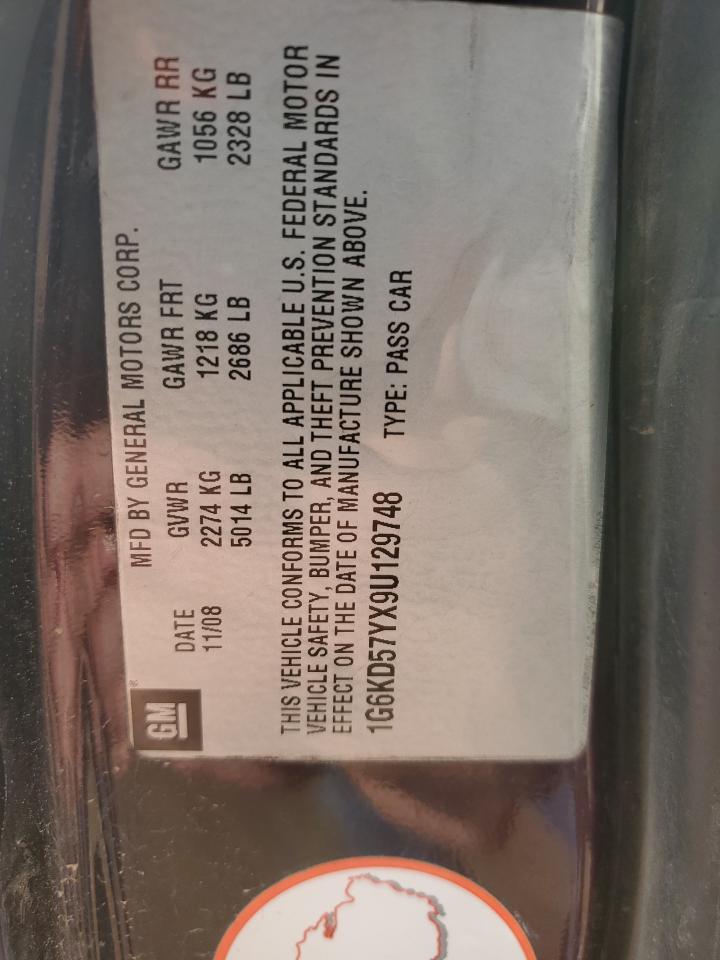 GM® MFD BY GENERAL MOTORS CORP.
DATE GVWR GAWR FRT GAWR RR
11/08 2274 KG 1218 KG 1056 KG
5014 LB 2686 LB 2328 LB
THIS VEHICLE CONFORMS TO ALL APPLICABLE U.S. FEDERAL MOTOR
VEHICLE SAFETY, BUMPER, AND THEFT PREVENTION STANDARDS IN
EFFECT ON THE DATE OF MANUFACTURE SHOWN ABOVE.
1G6KD57YX9U129748 TYPE: PASS CAR